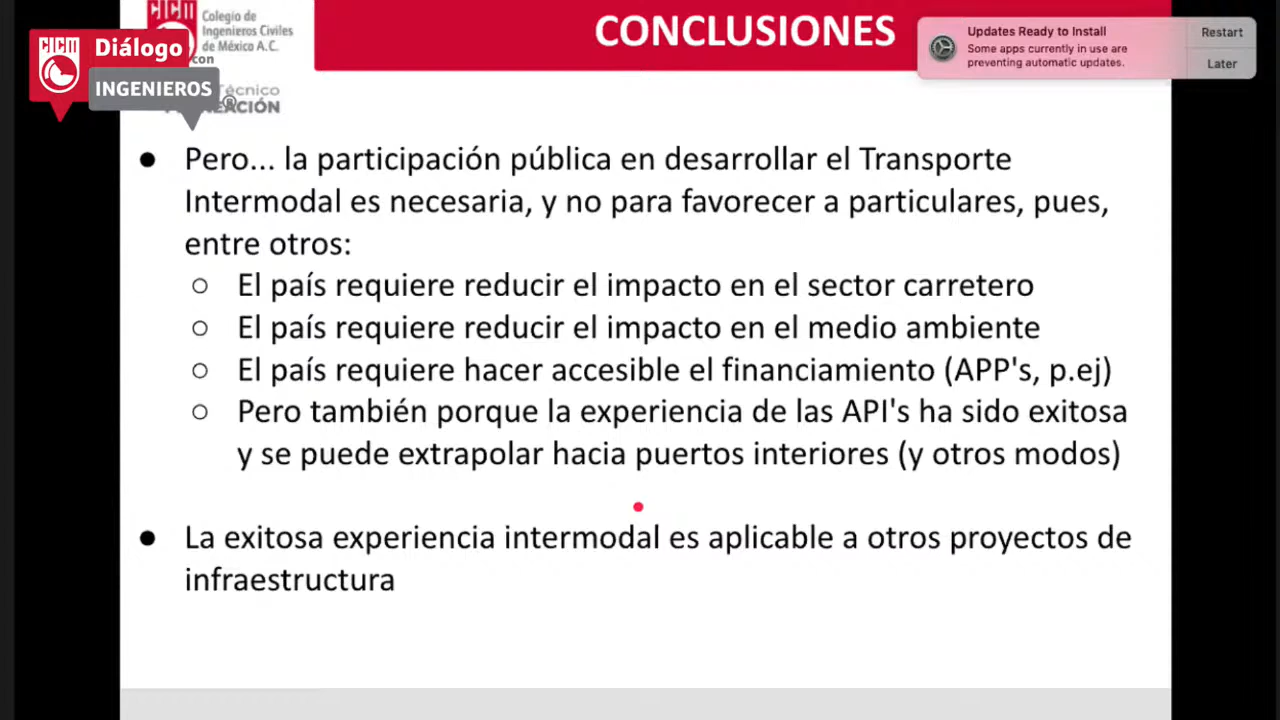 CICM
Colegio de
Ingenieros Civiles
de México A.C.
CICM
Diálogo
con
INGENIEROS
CONCLUSIONES
Updates Ready to Install
Some apps currently in use are
preventing automatic updates.
Restart
Later
● Pero... la participación pública en desarrollar el Transporte
Intermodal es necesaria, y no para favorecer a particulares, pues,
entre otros:
○ El país requiere reducir el impacto en el sector carretero
○ El país requiere reducir el impacto en el medio ambiente
○ El país requiere hacer accesible el financiamiento (APP's, p.ej)
○ Pero también porque la experiencia de las API's ha sido exitosa
y se puede extrapolar hacia puertos interiores (y otros modos)
● La exitosa experiencia intermodal es aplicable a otros proyectos de
infraestructura